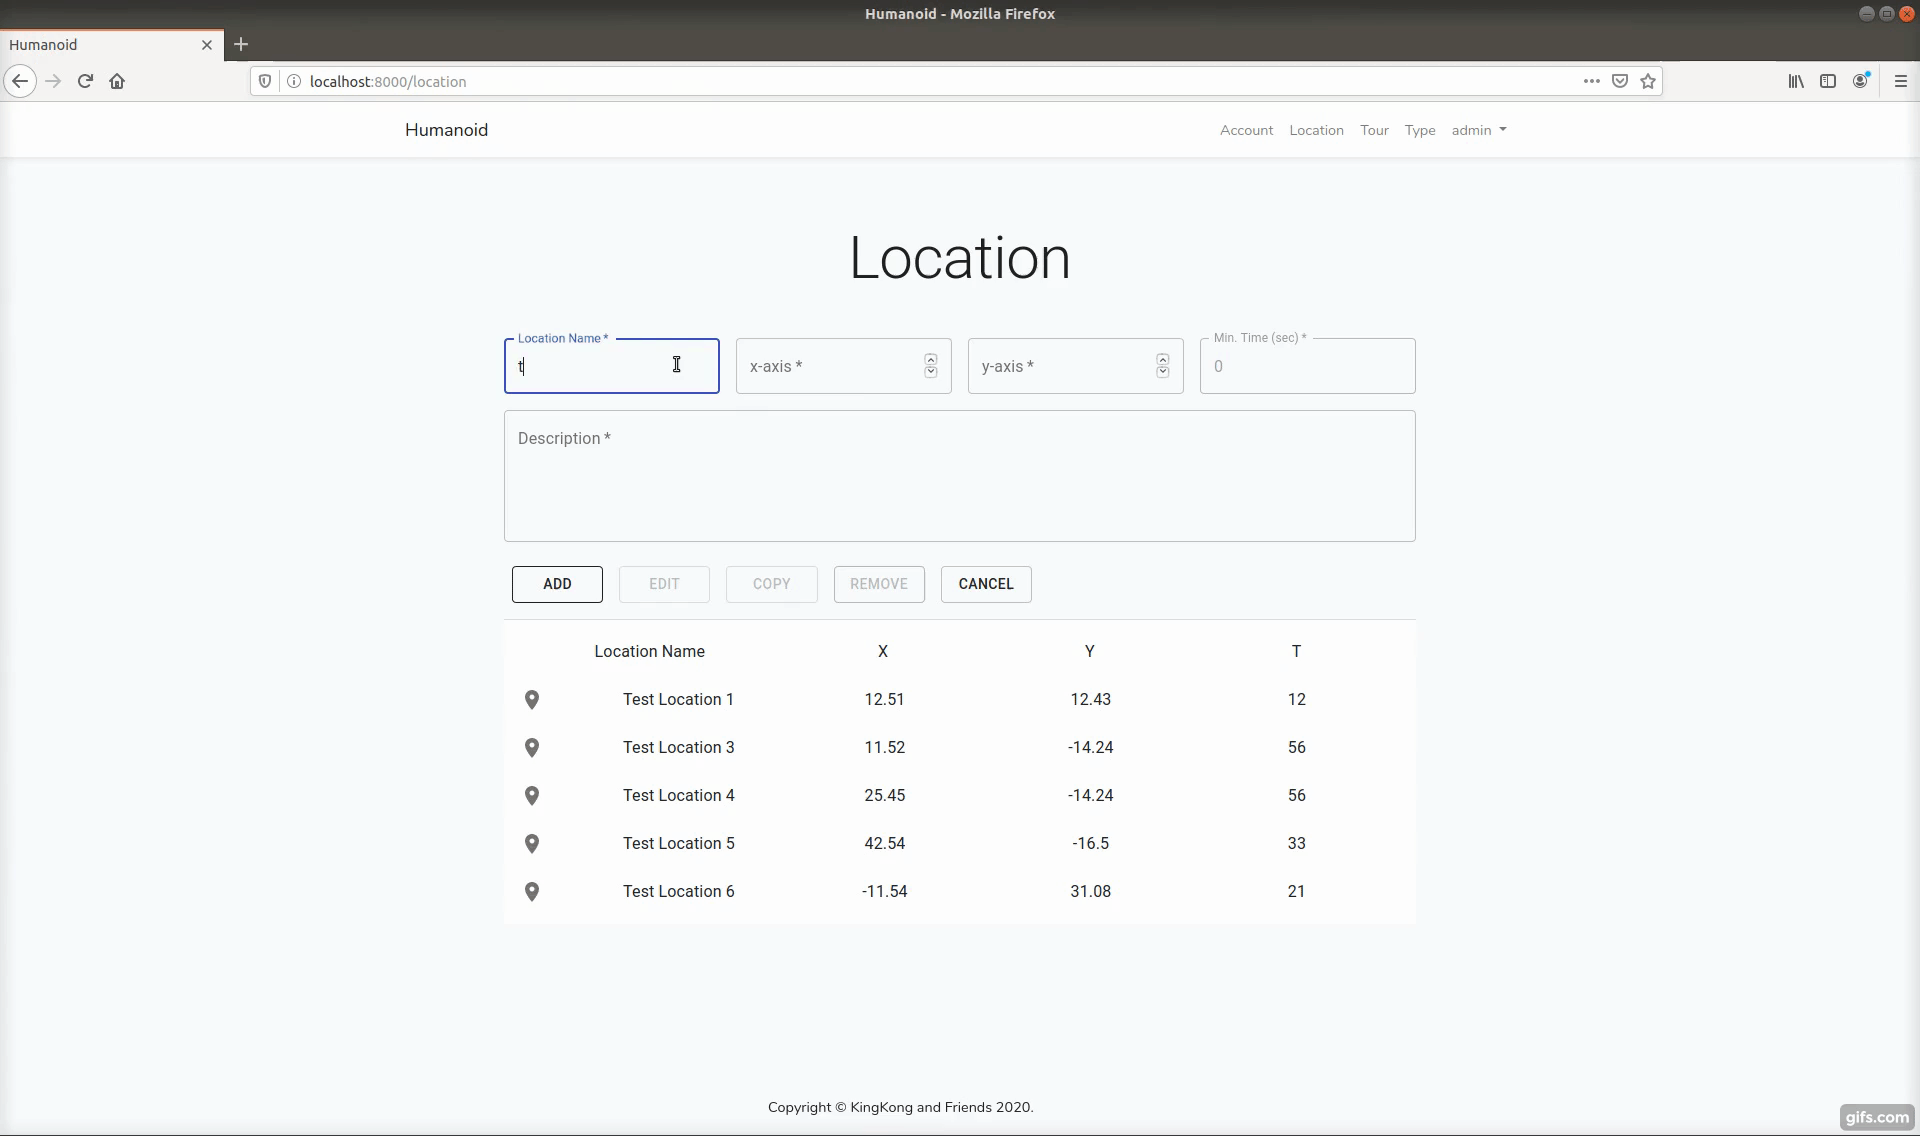 Humanoid - Mozilla Firefox
Humanoid
localhost:8000/location
Humanoid Account Location Tour Type admin
Location
Location Name * Min. Time (sec) *
t x-axis * y-axis * 0
Description *
ADD EDIT COPY REMOVE CANCEL
Location Name X Y T
Test Location 1 12.51 12.43 12
Test Location 3 11.52 -14.24 56
Test Location 4 25.45 -14.24 56
Test Location 5 42.54 -16.5 33
Test Location 6 -11.54 31.08 21
Copyright © KingKong and Friends 2020.
gifs.com